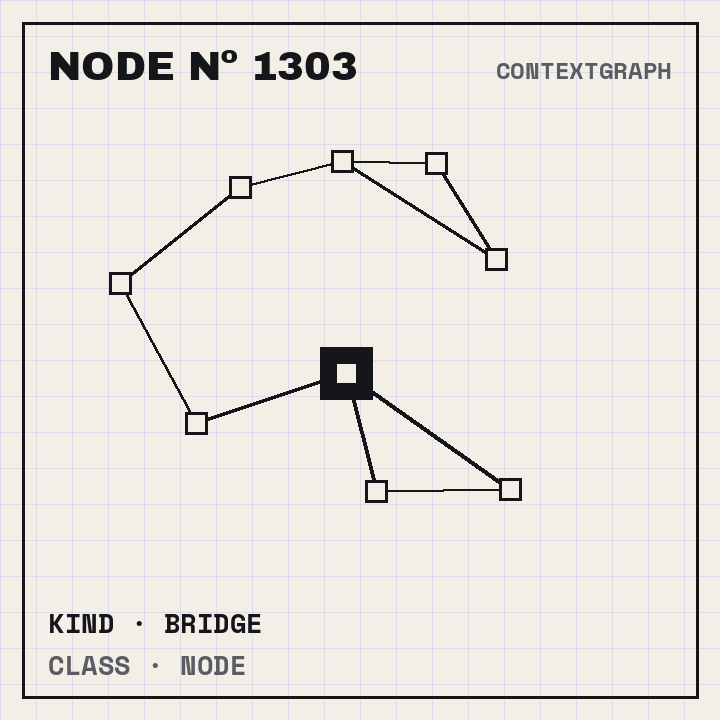 NODE Nº 1303
CONTEXTGRAPH
KIND · BRIDGE
CLASS · NODE